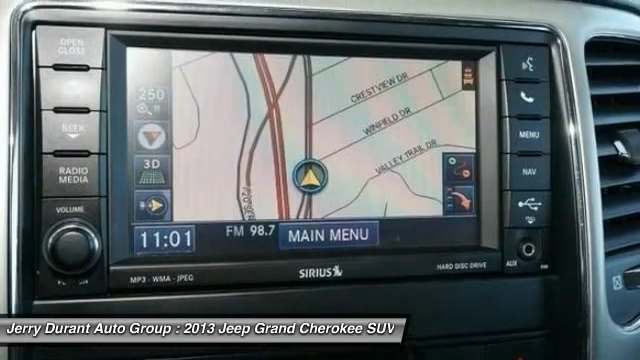 OPEN
CLOSE
SEEK
RADIO
MEDIA
VOLUME
.250
3D
11:01
FM 98.7
MAIN MENU
CRESTVIEW DR
WINFIELD DR
VALLEY TRAIL DR
MENU
NAV
AUX
MP3 - WMA - JPEG
SIRIUS
HARD DISC DRIVE
Jerry Durant Auto Group : 2013 Jeep Grand Cherokee SUV